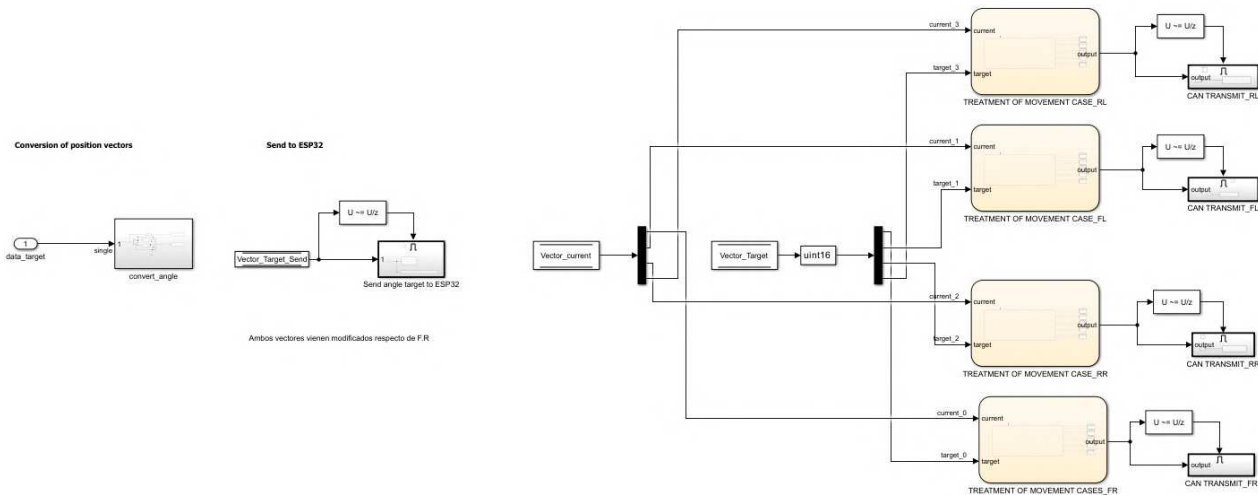 Conversion of position vectors
1
data_target
single
1
convert_angle
Send to ESP32
U ~= U/z
Vector_Target_Send
1
Send angle target to ESP32
Ambos vectores vienen modificados respecto de F.R
Vector_current
Vector_Target
uint16
current_3
current
target_3
target
output
TREATMENT OF MOVEMENT CASE_RL
U ~= U/z
output
CAN TRANSMIT_RL
current_1
current
target_1
target
output
TREATMENT OF MOVEMENT CASE_FL
U ~= U/z
output
CAN TRANSMIT_FL
current_2
current
target_2
target
output
TREATMENT OF MOVEMENT CASE_RR
U ~= U/z
output
CAN TRANSMIT_RR
current_0
current
target_0
target
output
TREATMENT OF MOVEMENT CASES_FR
U ~= U/z
output
CAN TRANSMIT_FR